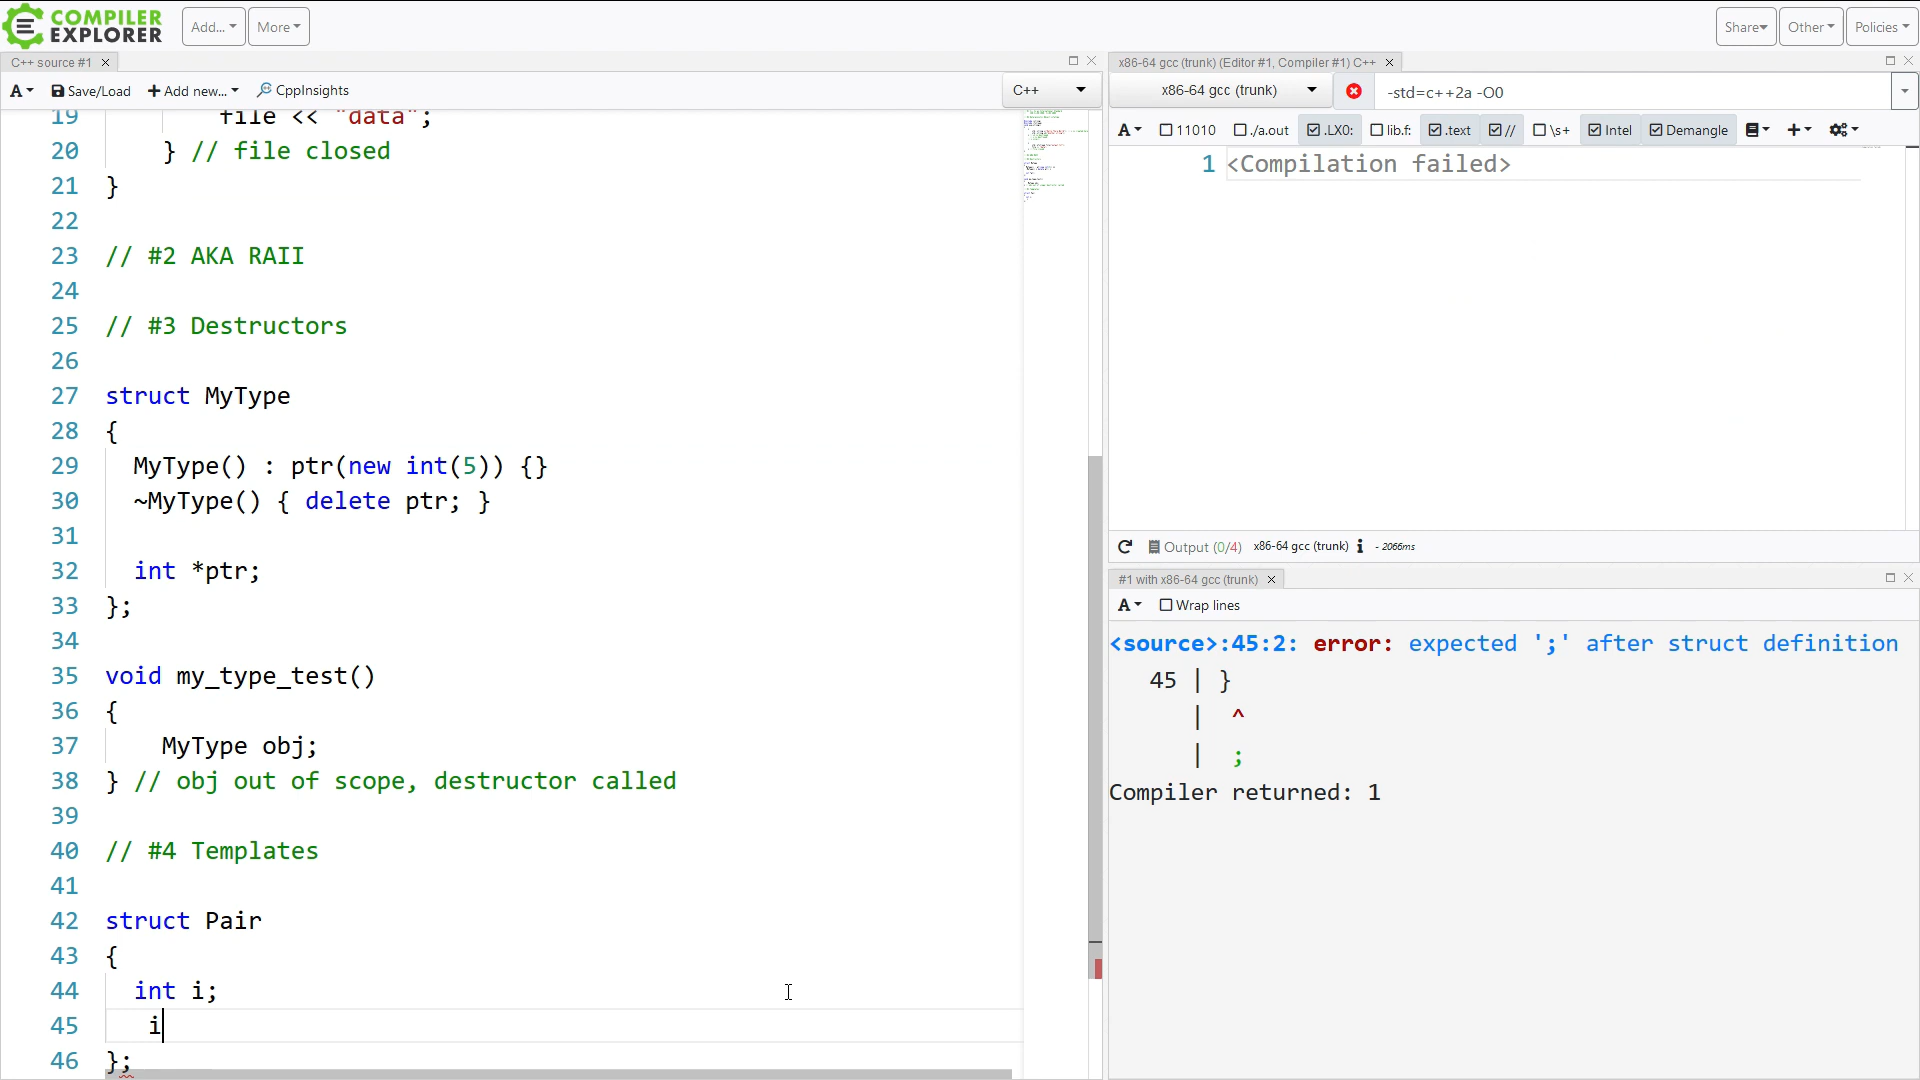 COMPILER
EXPLORER
Add...
More
Share
Other
Policies
C++ source #1
A
Save/Load
Add new...
CppInsights
C++
19 file << "data";
20 } // file closed
21 }
22
23 // #2 AKA RAII
24
25 // #3 Destructors
26
27 struct MyType
28 {
29 MyType() : ptr(new int(5)) {}
30 ~MyType() { delete ptr; }
31
32 int *ptr;
33 };
34
35 void my_type_test()
36 {
37 MyType obj;
38 } // obj out of scope, destructor called
39
40 // #4 Templates
41
42 struct Pair
43 {
44 int i;
45 i
46 };
x86-64 gcc (trunk) (Editor #1, Compiler #1) C++
x86-64 gcc (trunk)
-std=c++2a -O0
A
11010
./a.out
.LX0:
lib.f:
.text
//
\s+
Intel
Demangle
1 <Compilation failed>
Output (0/4)
x86-64 gcc (trunk)
- 2066ms
#1 with x86-64 gcc (trunk)
A
Wrap lines
<source>:45:2: error: expected ';' after struct definition
45 | }
| ^
| ;
Compiler returned: 1